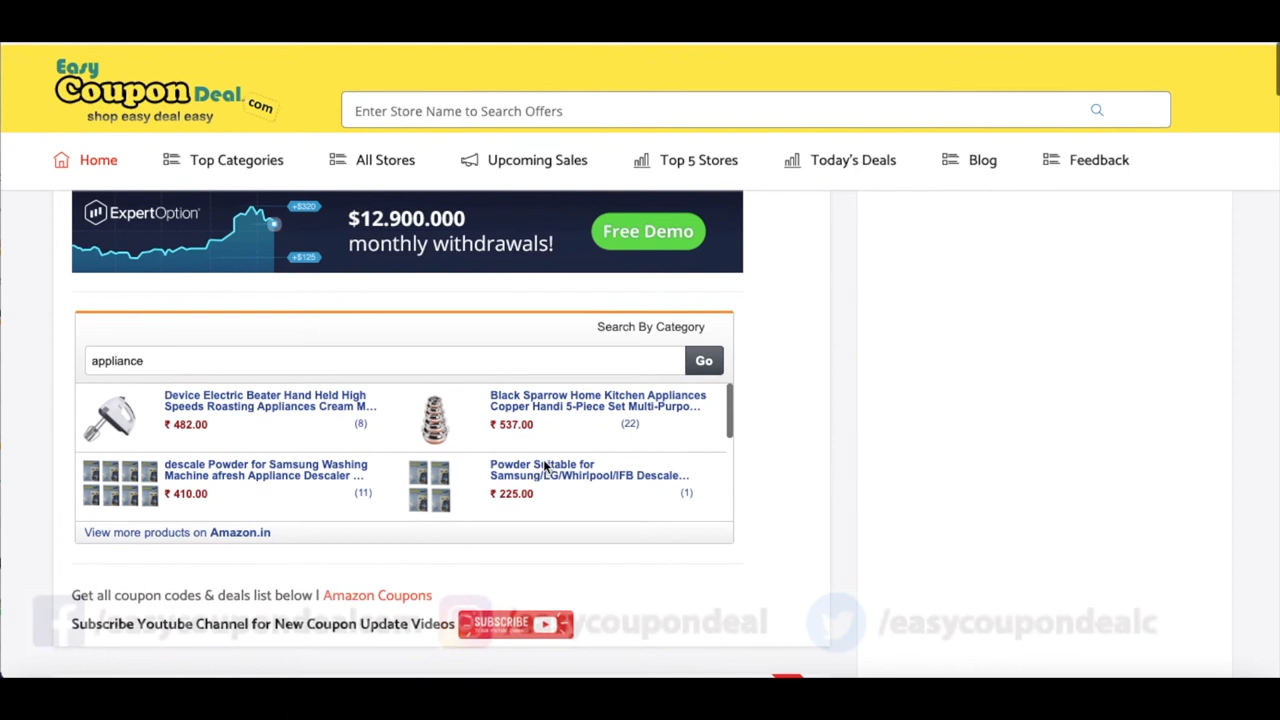 Easy
Coupon Deal .com
shop easy deal easy
Enter Store Name to Search Offers
Home
Top Categories
All Stores
Upcoming Sales
Top 5 Stores
Today's Deals
Blog
Feedback
ExpertOption
+$320
+$125
$12.900.000
monthly withdrawals!
Free Demo
Search By Category
appliance
Go
Device Electric Beater Hand Held High
Speeds Roasting Appliances Cream M...
₹ 482.00 (8)
Black Sparrow Home Kitchen Appliances
Copper Handi 5-Piece Set Multi-Purpo...
₹ 537.00 (22)
descale Powder for Samsung Washing
Machine afresh Appliance Descaler ...
₹ 410.00 (11)
Powder Suitable for
Samsung/LG/Whirlpool/IFB Descale...
₹ 225.00 (1)
View more products on Amazon.in
Get all coupon codes & deals list below | Amazon Coupons
Subscribe Youtube Channel for New Coupon Update Videos
SUBSCRIBE
/easycoupondealc